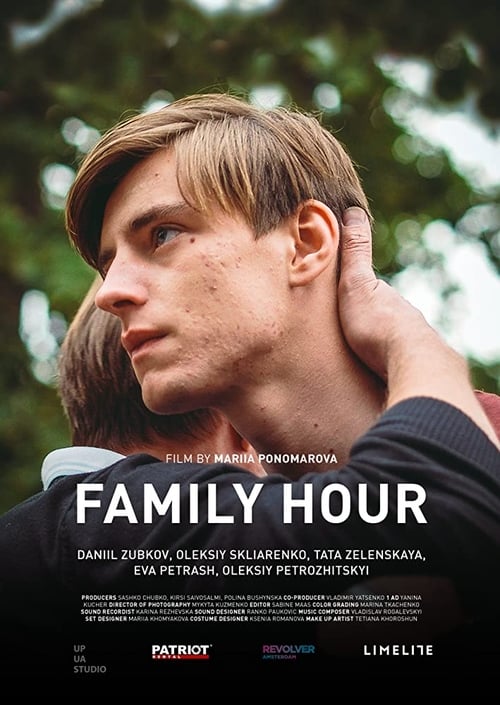 FILM BY MARIIA PONOMAROVA
FAMILY HOUR
DANIIL ZUBKOV, OLEKSIY SKLIARENKO, TATA ZELENSKAYA,
EVA PETRASH, OLEKSIY PETROZHITSKYI
PRODUCERS SASHKO CHUBKO, KIRSI SAIVOSALMI, POLINA BUSHYNSKA CO-PRODUCER VLADIMIR YATSENKO 1 AD YANINA
KUCHER DIRECTOR OF PHOTOGRAPHY MYKYTA KUZMENKO EDITOR SABINE MAAS COLOR GRADING MARINA TKACHENKO
SOUND RECORDIST KARINA REZHEVSKA SOUND DESIGNER RANKO PAUKOVIC MUSIC COMPOSER VLADISLAV ROGALEVSKYI
SET DESIGNER MARIIA KHOMYAKOVA COSTUME DESIGNER KSENIA ROMANOVA MAKE UP ARTIST TETIANA KHOROSHUN
UP
UA
STUDIO
PATRIOT
RENTAL
REVOLVER
AMSTERDAM
LIMELITE